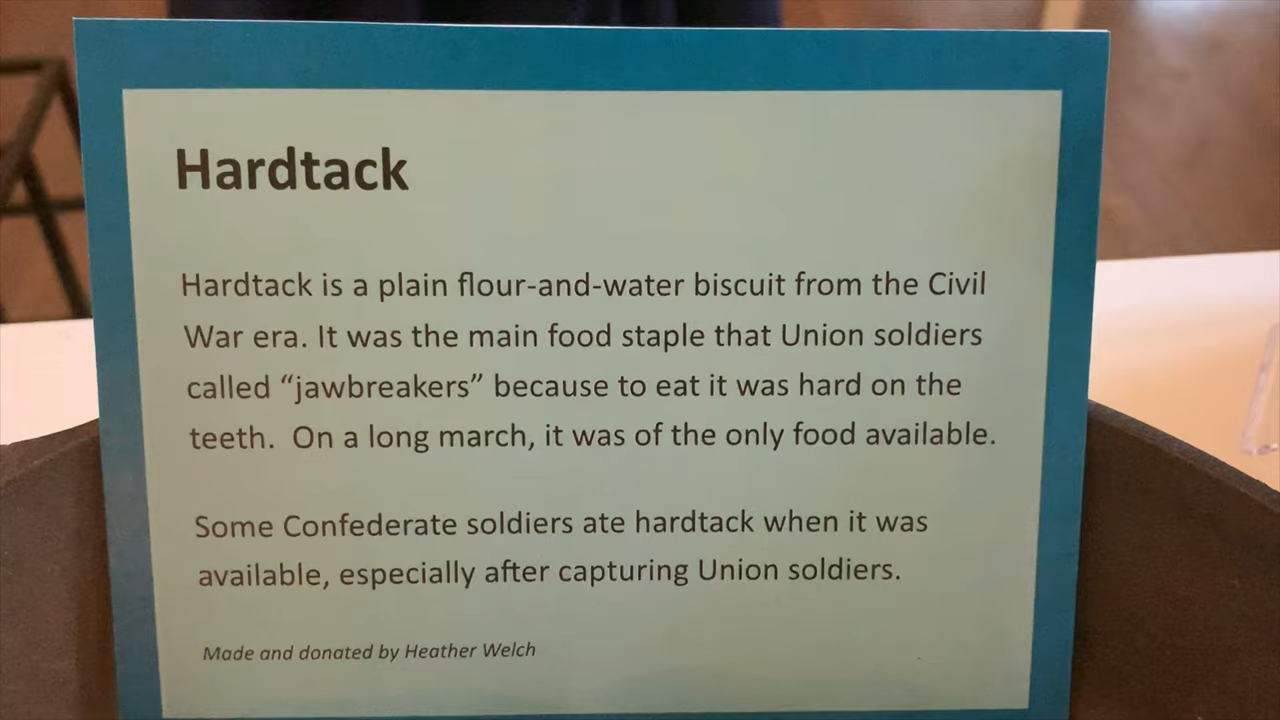 Hardtack
Hardtack is a plain flour-and-water biscuit from the Civil
War era. It was the main food staple that Union soldiers
called “jawbreakers” because to eat it was hard on the
teeth.  On a long march, it was of the only food available.
Some Confederate soldiers ate hardtack when it was
available, especially after capturing Union soldiers.
Made and donated by Heather Welch